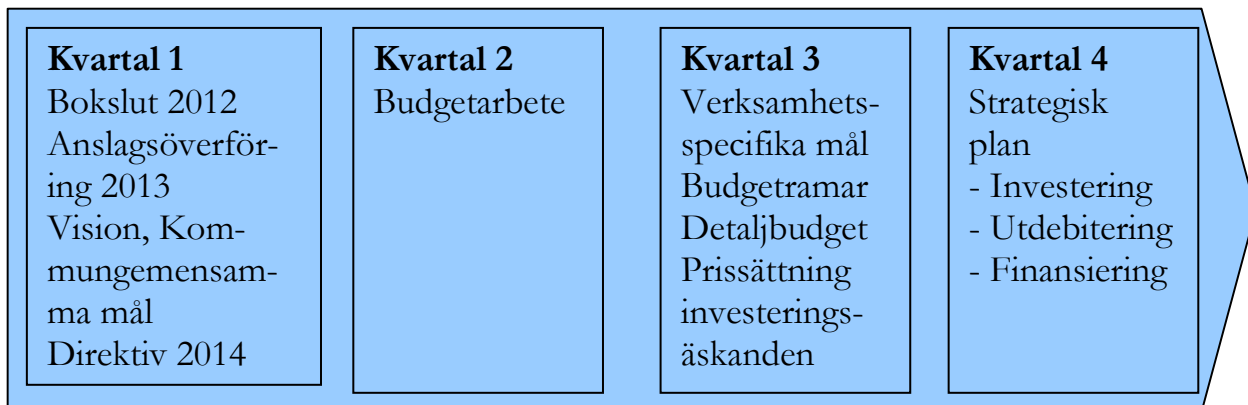 Kvartal 1
Bokslut 2012
Anslagsöverför-
ing 2013
Vision, Kom-
mungemensam-
ma mål
Direktiv 2014
Kvartal 2
Budgetarbete
Kvartal 3
Verksamhets-
specifika mål
Budgetramar
Detaljbudget
Prissättning
investerings-
äskanden
Kvartal 4
Strategisk
plan
- Investering
- Utdebitering
- Finansiering